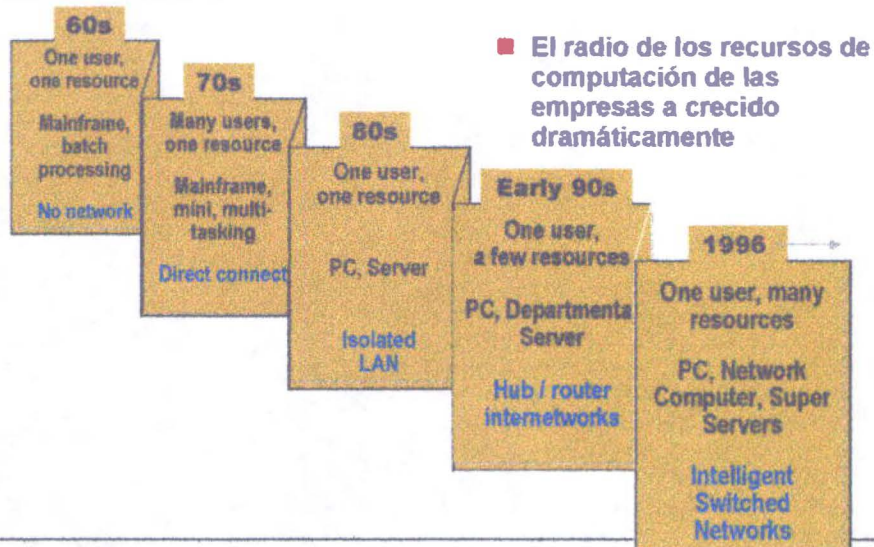 60s
One user,
one resource
Mainframe,
batch
processing
No network
70s
Many users,
one resource
Mainframe,
mini, multi-
tasking
Direct connect
80s
One user,
one resource
PC, Server
Isolated
LAN
Early 90s
One user,
a few resources
PC, Departmenta
Server
Hub / router
internetworks
1996
One user, many
resources
PC, Network
Computer, Super
Servers
Intelligent
Switched
Networks
El radio de los recursos de
computación de las
empresas a crecido
dramáticamente